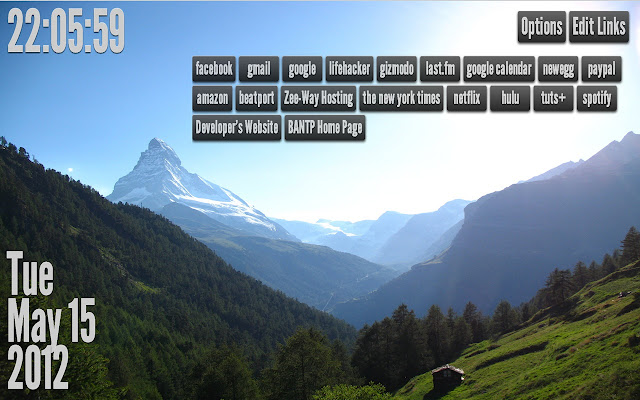 22:05:59
Options Edit Links
facebook gmail google lifehacker gizmodo last.fm google calendar newegg paypal
amazon beatport Zee-Way Hosting the new york times netflix hulu tuts+ spotify
Developer's Website BANTP Home Page
Tue
May 15
2012